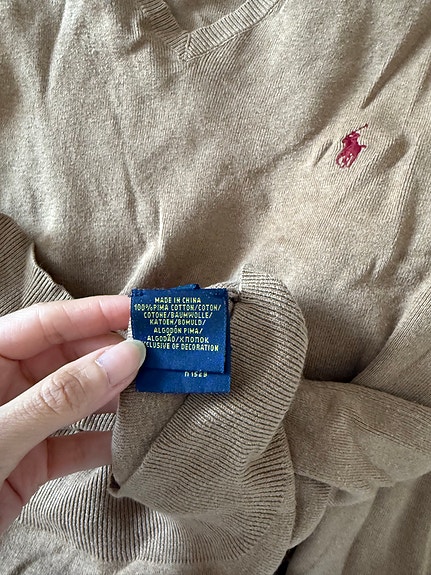 MADE IN CHINA
100% PIMA COTTON/COTON/
COTONE/BAUMWOLLE/
KATOEN/BOMULD/
ALGODÓN PIMA/
ALGODÃO/ХЛОПОК
EXCLUSIVE OF DECORATION